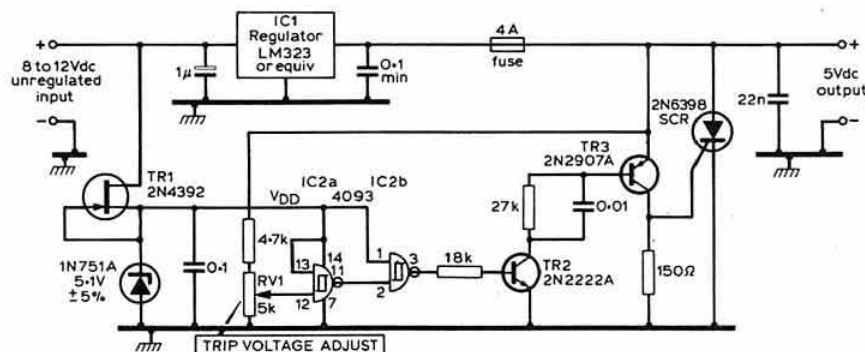 IC1
Regulator
LM323
or equiv
4A
fuse
+
8 to 12Vdc
unregulated
input
−
1μ
0·1
min
+
5Vdc
output
−
22n
2N6398
SCR
TR1
2N4392
TR3
2N2907A
VDD
IC2a
4093
IC2b
27k
0·01
4·7k
14
13
11
12
7
1
3
2
18k
TR2
2N2222A
150Ω
1N751A
5·1V
±5%
0·1
RV1
5k
TRIP VOLTAGE ADJUST